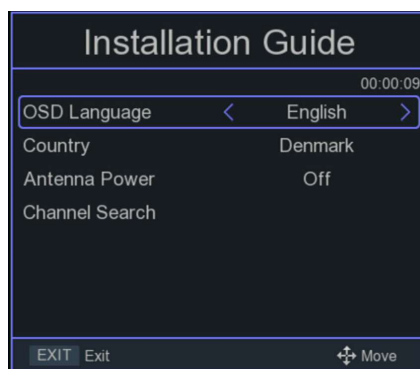 Installation Guide
00:00:09
OSD Language English
Country Denmark
Antenna Power Off
Channel Search
EXIT Exit Move